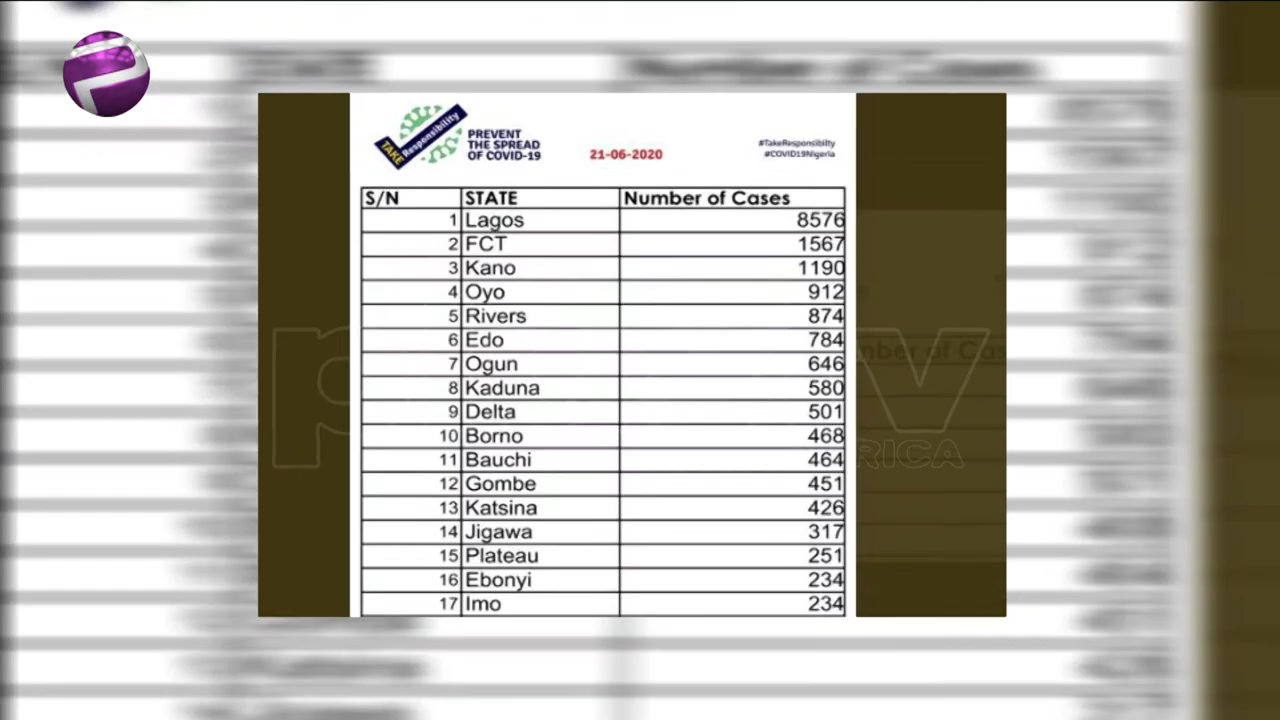 TAKE Responsibility
PREVENT
THE SPREAD
OF COVID-19
21-06-2020
#TakeResponsibilty
#COVID19Nigeria
S/N STATE Number of Cases
1 Lagos 8576
2 FCT 1567
3 Kano 1190
4 Oyo 912
5 Rivers 874
6 Edo 784
7 Ogun 646
8 Kaduna 580
9 Delta 501
10 Borno 468
11 Bauchi 464
12 Gombe 451
13 Katsina 426
14 Jigawa 317
15 Plateau 251
16 Ebonyi 234
17 Imo 234